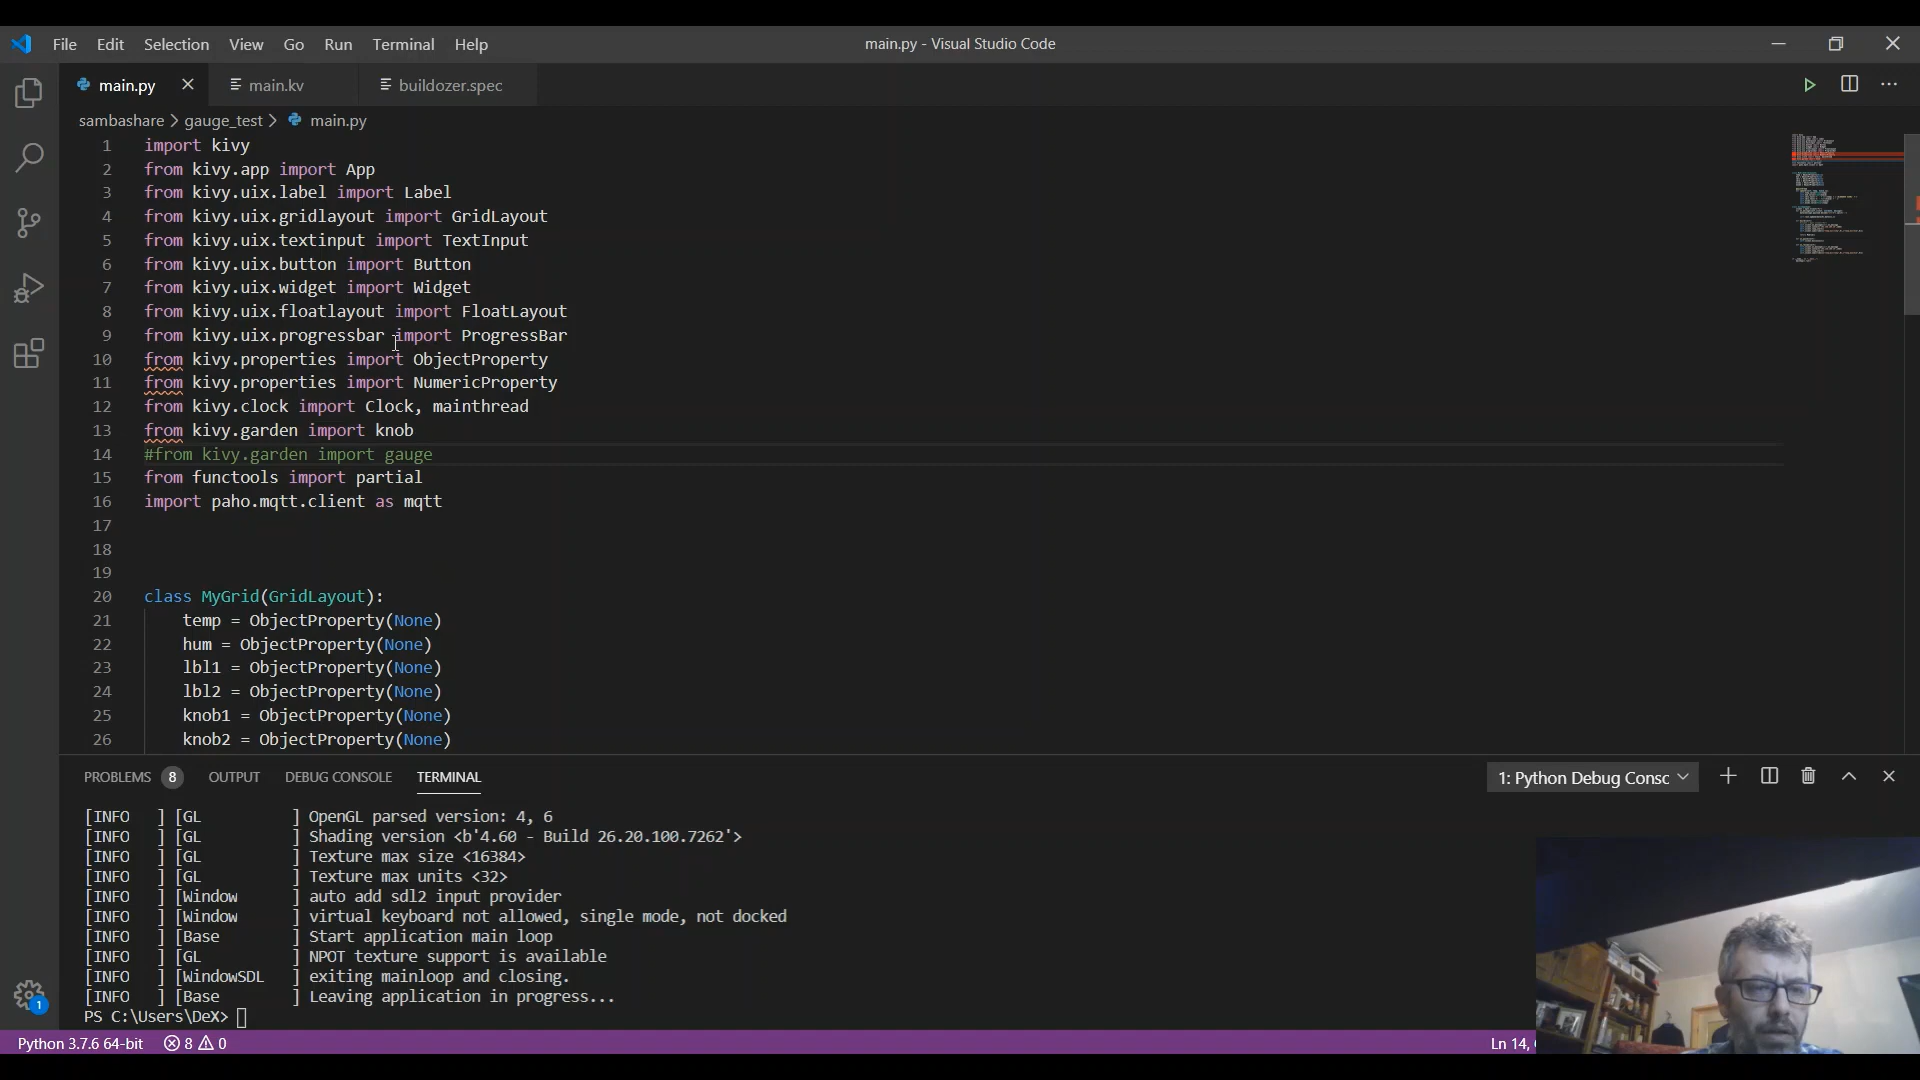 File Edit Selection View Go Run Terminal Help
main.py - Visual Studio Code
main.py main.kv buildozer.spec
sambashare > gauge_test > main.py
1 import kivy
2 from kivy.app import App
3 from kivy.uix.label import Label
4 from kivy.uix.gridlayout import GridLayout
5 from kivy.uix.textinput import TextInput
6 from kivy.uix.button import Button
7 from kivy.uix.widget import Widget
8 from kivy.uix.floatlayout import FloatLayout
9 from kivy.uix.progressbar import ProgressBar
10 from kivy.properties import ObjectProperty
11 from kivy.properties import NumericProperty
12 from kivy.clock import Clock, mainthread
13 from kivy.garden import knob
14 #from kivy.garden import gauge
15 from functools import partial
16 import paho.mqtt.client as mqtt
17
18
19
20 class MyGrid(GridLayout):
21 temp = ObjectProperty(None)
22 hum = ObjectProperty(None)
23 lbl1 = ObjectProperty(None)
24 lbl2 = ObjectProperty(None)
25 knob1 = ObjectProperty(None)
26 knob2 = ObjectProperty(None)
PROBLEMS 8 OUTPUT DEBUG CONSOLE TERMINAL
1: Python Debug Consc
[INFO ] [GL ] OpenGL parsed version: 4, 6
[INFO ] [GL ] Shading version <b'4.60 - Build 26.20.100.7262'>
[INFO ] [GL ] Texture max size <16384>
[INFO ] [GL ] Texture max units <32>
[INFO ] [Window ] auto add sdl2 input provider
[INFO ] [Window ] virtual keyboard not allowed, single mode, not docked
[INFO ] [Base ] Start application main loop
[INFO ] [GL ] NPOT texture support is available
[INFO ] [WindowSDL ] exiting mainloop and closing.
[INFO ] [Base ] Leaving application in progress...
PS C:\Users\DeX>
1
Python 3.7.6 64-bit 8 0
Ln 14,